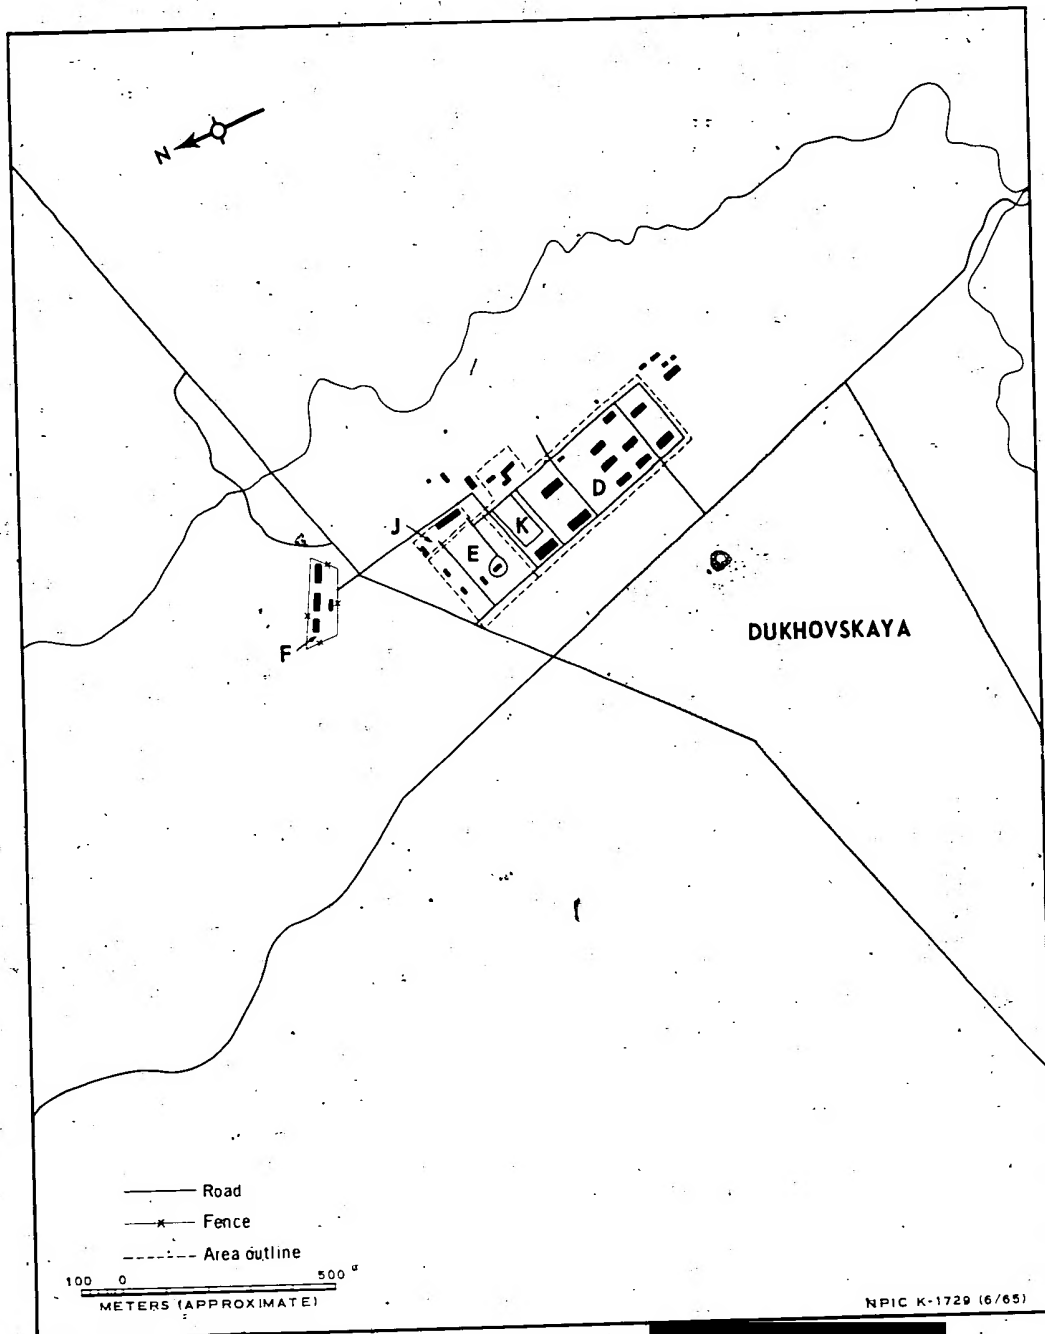 N
J
K
D
E
G
F
DUKHOVSKAYA
Road
Fence
Area outline
100 0 500
METERS (APPROXIMATE)
NPIC K-1729 (6/65)